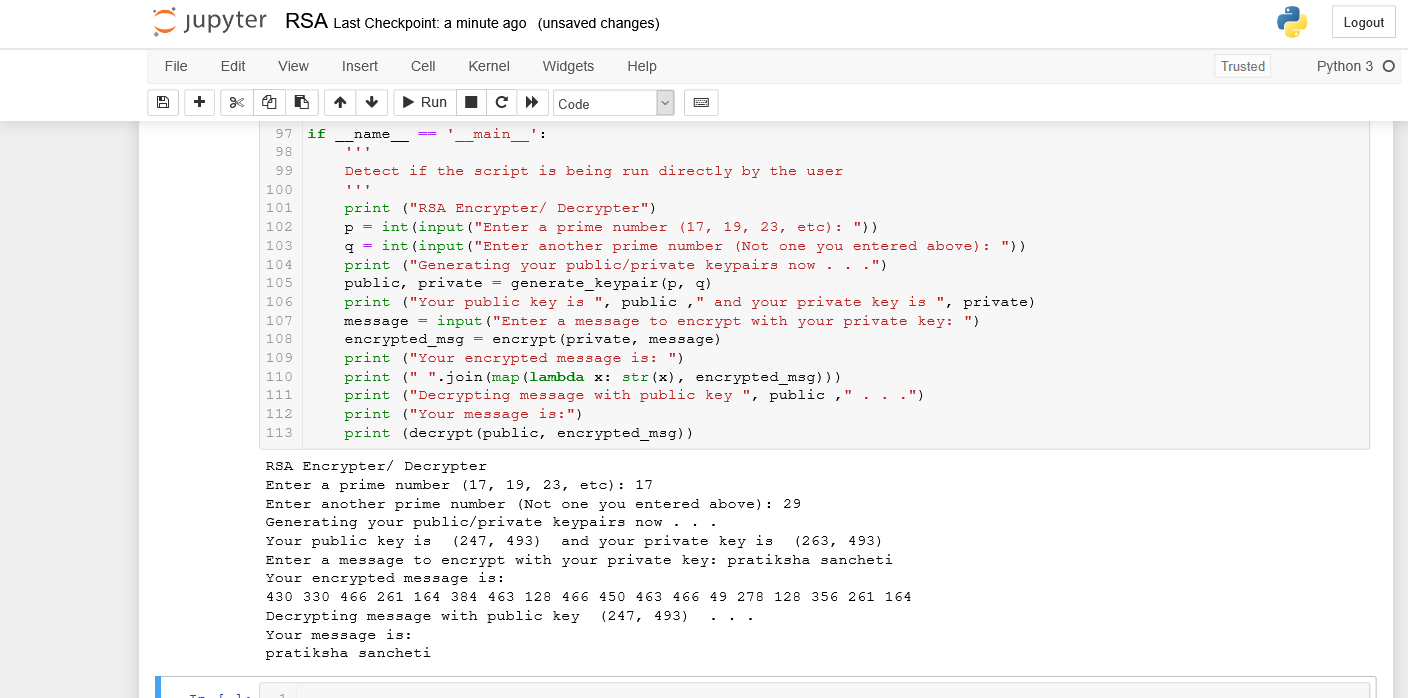 jupyter RSA Last Checkpoint: a minute ago (unsaved changes)
Logout
File Edit View Insert Cell Kernel Widgets Help
Trusted
Python 3
Run
Code
97 if __name__ == '__main__':
98     '''
99     Detect if the script is being run directly by the user
100     '''
101     print ("RSA Encrypter/ Decrypter")
102     p = int(input("Enter a prime number (17, 19, 23, etc): "))
103     q = int(input("Enter another prime number (Not one you entered above): "))
104     print ("Generating your public/private keypairs now . . .")
105     public, private = generate_keypair(p, q)
106     print ("Your public key is ", public ," and your private key is ", private)
107     message = input("Enter a message to encrypt with your private key: ")
108     encrypted_msg = encrypt(private, message)
109     print ("Your encrypted message is: ")
110     print (" ".join(map(lambda x: str(x), encrypted_msg)))
111     print ("Decrypting message with public key ", public ," . . .")
112     print ("Your message is:")
113     print (decrypt(public, encrypted_msg))
RSA Encrypter/ Decrypter
Enter a prime number (17, 19, 23, etc): 17
Enter another prime number (Not one you entered above): 29
Generating your public/private keypairs now . . .
Your public key is  (247, 493)  and your private key is  (263, 493)
Enter a message to encrypt with your private key: pratiksha sancheti
Your encrypted message is:
430 330 466 261 164 384 463 128 466 450 463 466 49 278 128 356 261 164
Decrypting message with public key  (247, 493)  . . .
Your message is:
pratiksha sancheti
In [ ]: 1